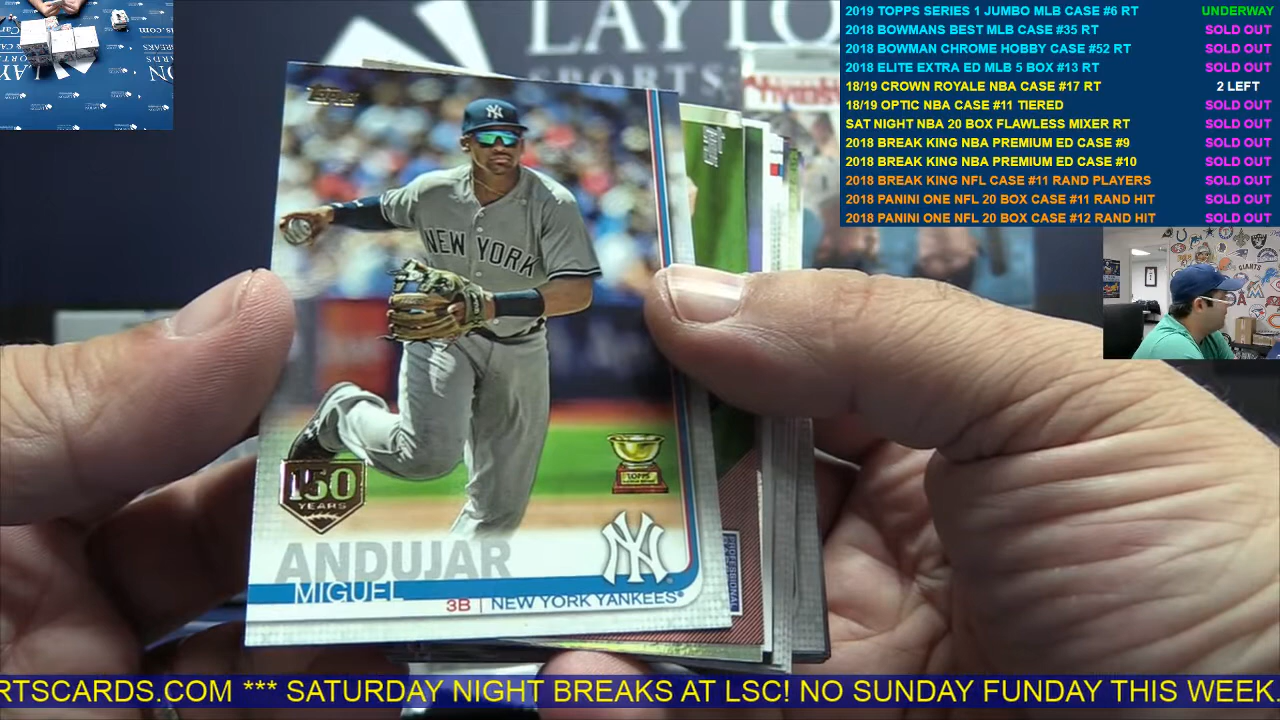 2019 TOPPS SERIES 1 JUMBO MLB CASE #6 RT UNDERWAY
2018 BOWMANS BEST MLB CASE #35 RT SOLD OUT
2018 BOWMAN CHROME HOBBY CASE #52 RT SOLD OUT
2018 ELITE EXTRA ED MLB 5 BOX #13 RT SOLD OUT
18/19 CROWN ROYALE NBA CASE #17 RT 2 LEFT
18/19 OPTIC NBA CASE #11 TIERED SOLD OUT
SAT NIGHT NBA 20 BOX FLAWLESS MIXER RT SOLD OUT
2018 BREAK KING NBA PREMIUM ED CASE #9 SOLD OUT
2018 BREAK KING NBA PREMIUM ED CASE #10 SOLD OUT
2018 BREAK KING NFL CASE #11 RAND PLAYERS SOLD OUT
2018 PANINI ONE NFL 20 BOX CASE #11 RAND HIT SOLD OUT
2018 PANINI ONE NFL 20 BOX CASE #12 RAND HIT SOLD OUT
LAY LO
SPORTS
Topps
NEW YORK
150
YEARS
TOPPS
ANDUJAR
MIGUEL
3B | NEW YORK YANKEES®
NY
PROFESSIONAL
GIANTS
RTSCARDS.COM *** SATURDAY NIGHT BREAKS AT LSC! NO SUNDAY FUNDAY THIS WEEK.